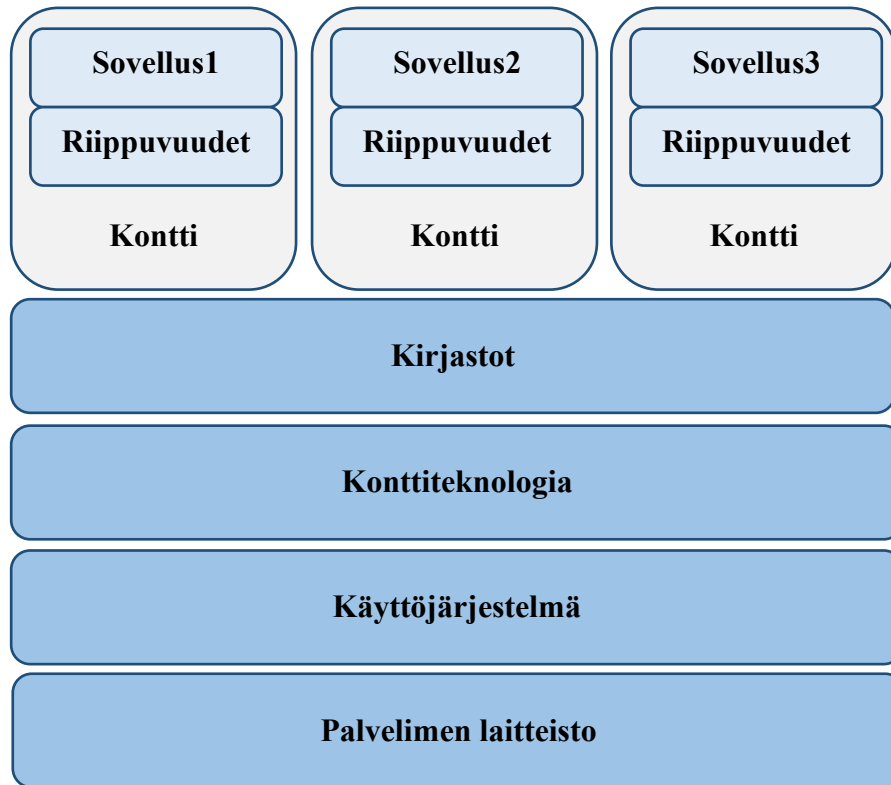 Sovellus1
Riippuvuudet
Kontti
Sovellus2
Riippuvuudet
Kontti
Sovellus3
Riippuvuudet
Kontti
Kirjastot
Konttiteknologia
Käyttöjärjestelmä
Palvelimen laitteisto